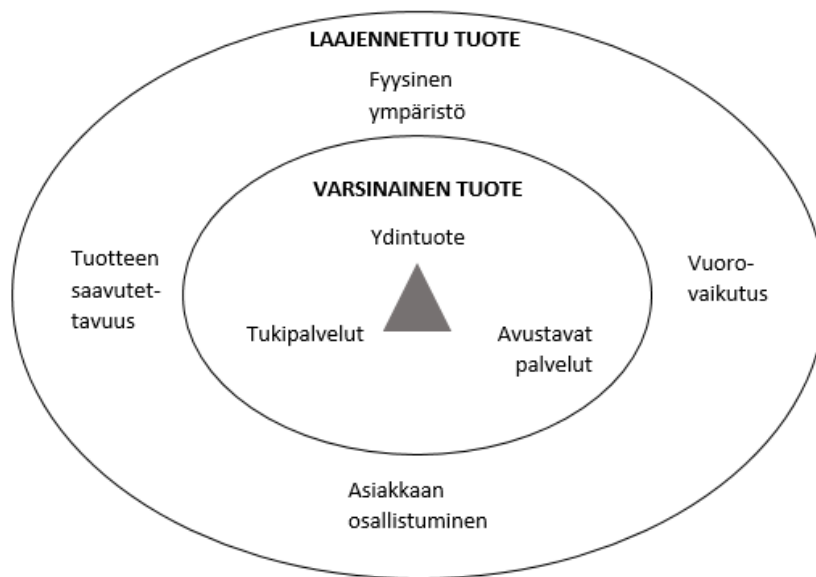 LAAJENNETTU TUOTE
Fyysinen
ympäristö
VARSINAINEN TUOTE
Ydintuote
Tuotteen
saavutet-
tavuus
Vuoro-
vaikutus
Tukipalvelut
Avustavat
palvelut
Asiakkaan
osallistuminen